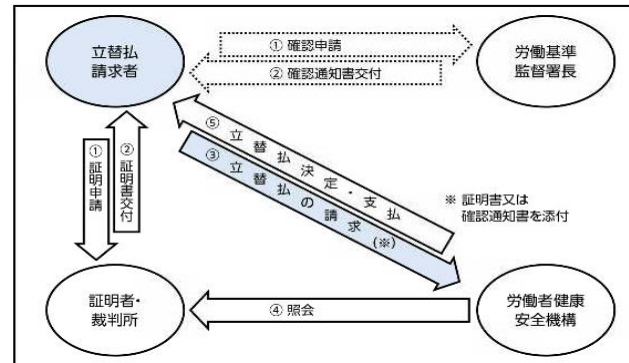 立替払
請求者
① 確認申請
② 確認通知書交付
労働基準
監督署長
① 証明申請
② 証明書交付
⑤ 立替払決定・支払
③ 立替払の請求(※)
※ 証明書又は
確認通知書を添付
証明者・
裁判所
④ 照会
労働者健康
安全機構